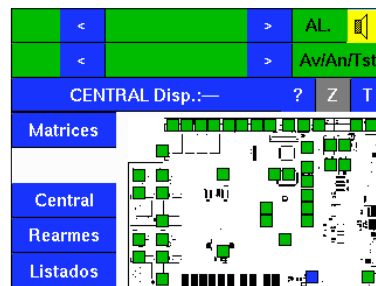 < > AL.
< > Av/An/Tst
CENTRAL Disp.:— ? Z T
Matrices
Central
Rearmes
Listados